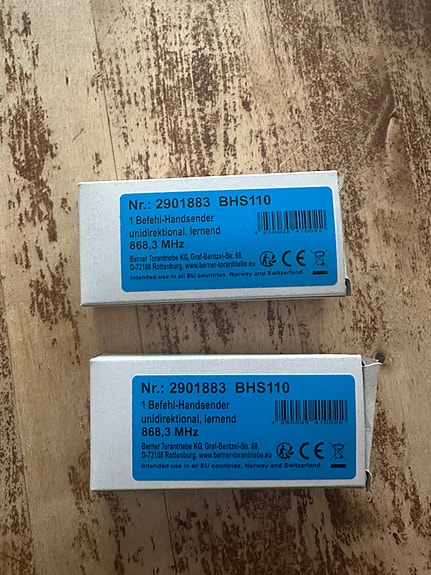 Nr.: 2901883 BHS110
1 Befehl-Handsender
unidirektional, lernend
868,3 MHz
Berner Torantriebe KG, Graf-Bentzel-Str. 68,
D-72108 Rottenburg, www.berner-torantriebe.eu
Intended use in all EU countries, Norway and Switzerland
Nr.: 2901883 BHS110
1 Befehl-Handsender
unidirektional, lernend
868,3 MHz
Berner Torantriebe KG, Graf-Bentzel-Str. 68,
D-72108 Rottenburg, www.berner-torantriebe.eu
Intended use in all EU countries, Norway and Switzerland